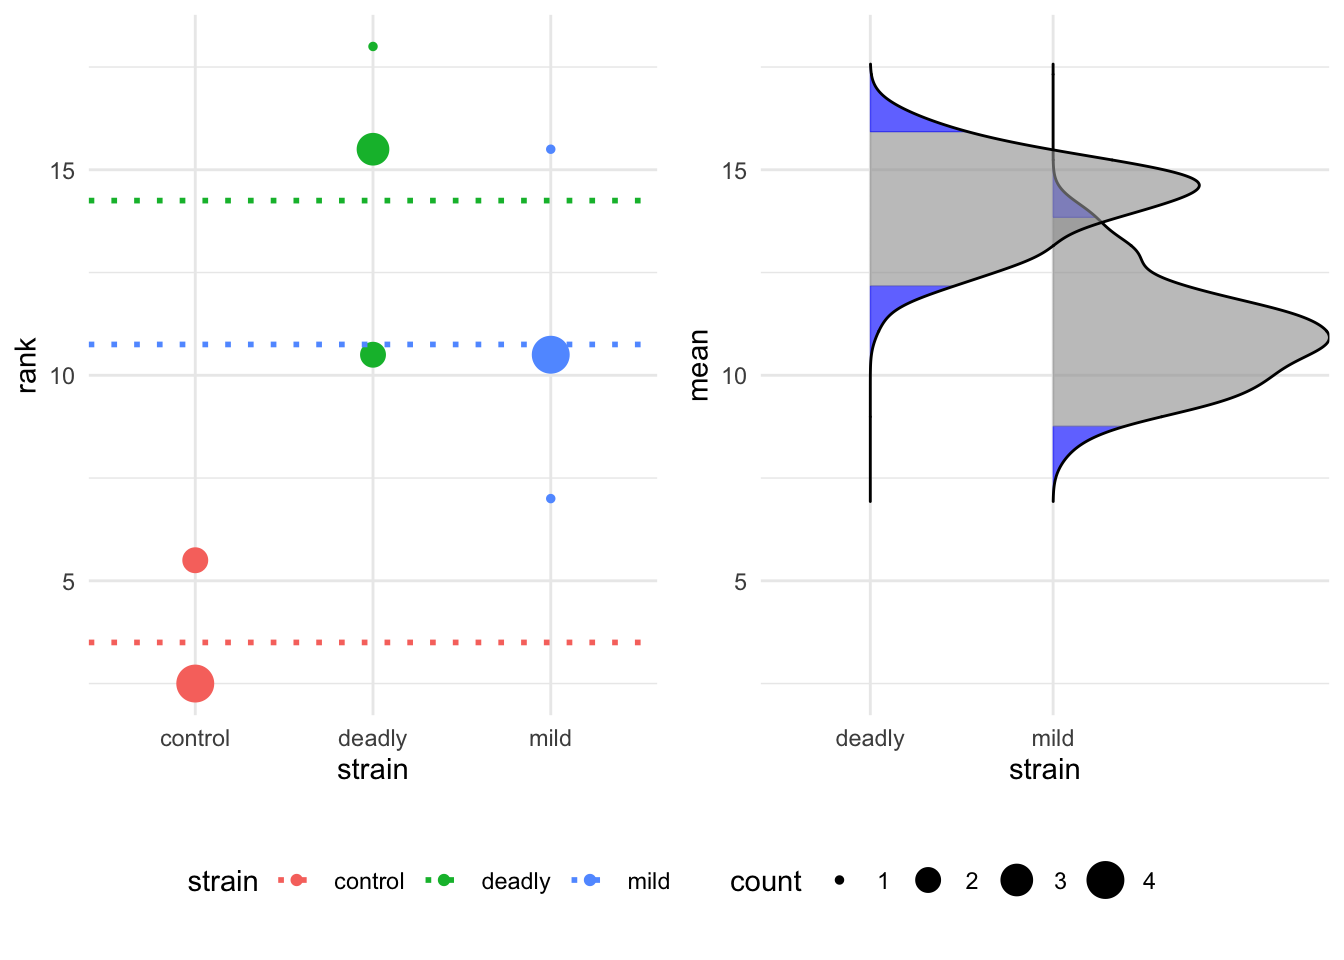 rank
15
10
5
control deadly mild
strain
mean
15
10
5
deadly mild
strain
strain control deadly mild count 1 2 3 4